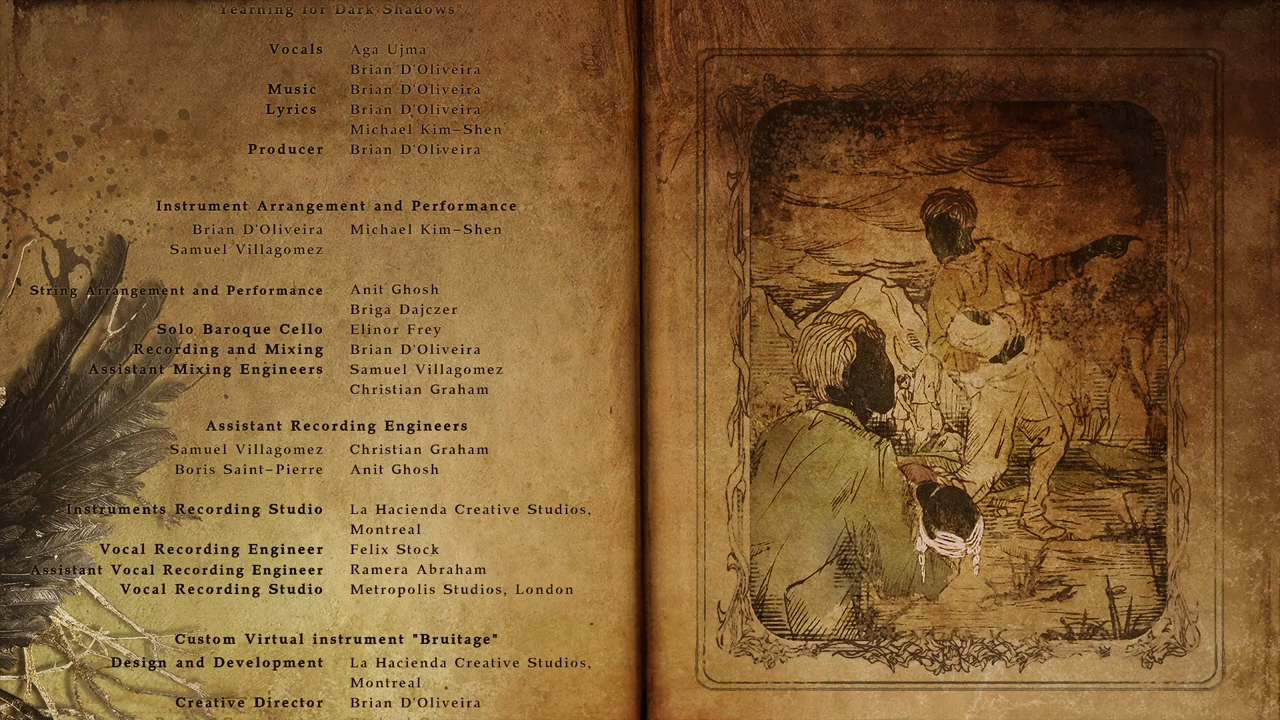 Yearning for Dark Shadows"
Vocals Aga Ujma
Brian D'Oliveira
Music Brian D'Oliveira
Lyrics Brian D'Oliveira
Michael Kim-Shen
Producer Brian D'Oliveira
Instrument Arrangement and Performance
Brian D'Oliveira Michael Kim-Shen
Samuel Villagomez
String Arrangement and Performance Anit Ghosh
Briga Dajczer
Solo Baroque Cello Elinor Frey
Recording and Mixing Brian D'Oliveira
Assistant Mixing Engineers Samuel Villagomez
Christian Graham
Assistant Recording Engineers
Samuel Villagomez Christian Graham
Boris Saint-Pierre Anit Ghosh
Instruments Recording Studio La Hacienda Creative Studios,
Montreal
Vocal Recording Engineer Felix Stock
Assistant Vocal Recording Engineer Ramera Abraham
Vocal Recording Studio Metropolis Studios, London
Custom Virtual instrument "Bruitage"
Design and Development La Hacienda Creative Studios,
Montreal
Creative Director Brian D'Oliveira